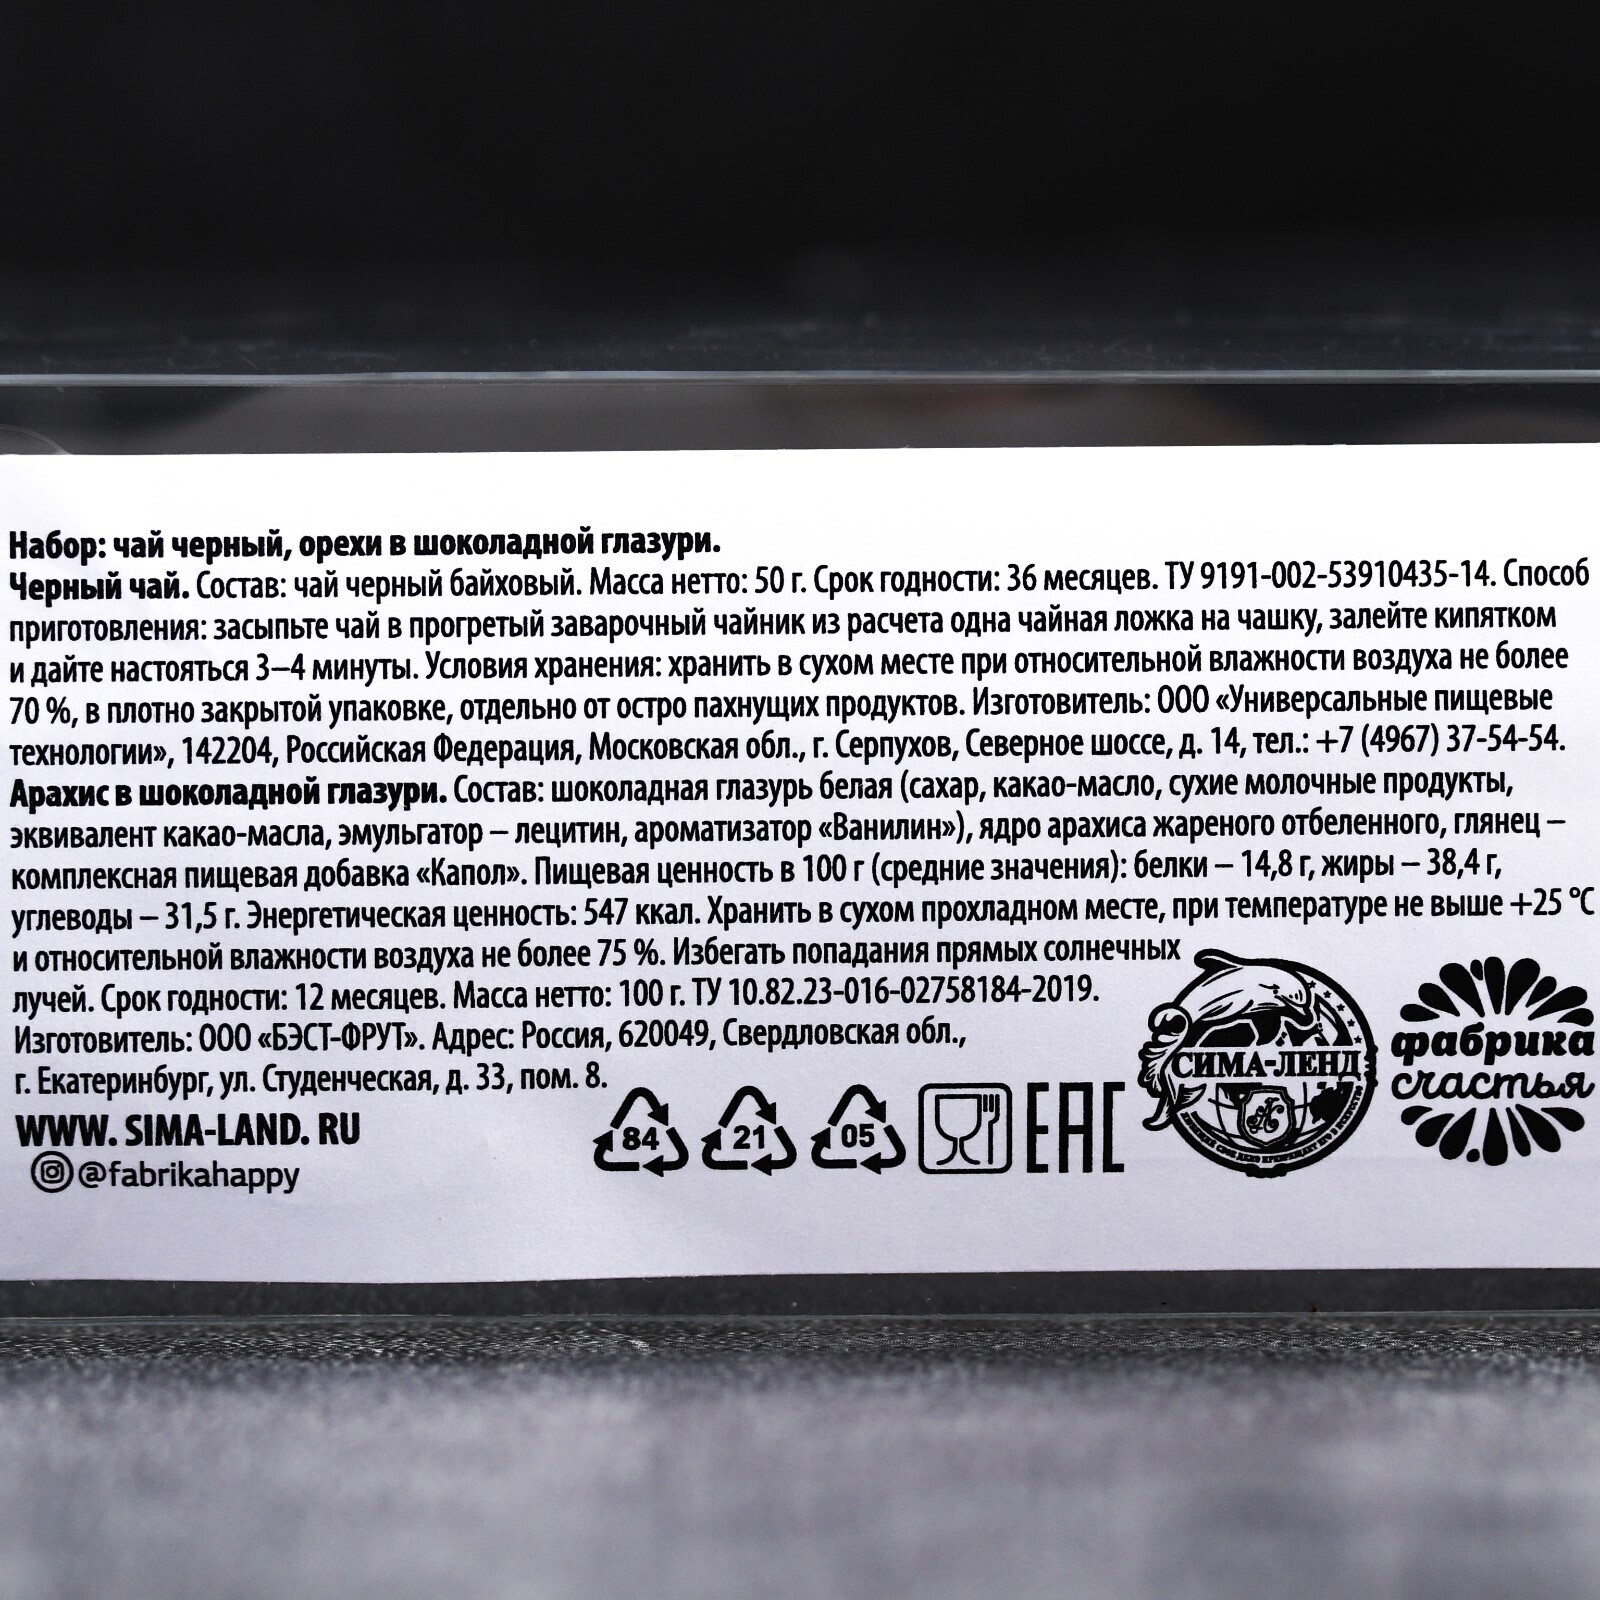 Набор: чай черный, орехи в шоколадной глазури.
Черный чай. Состав: чай черный байховый. Масса нетто: 50 г. Срок годности: 36 месяцев. ТУ 9191-002-53910435-14. Способ
приготовления: засыпьте чай в прогретый заварочный чайник из расчета одна чайная ложка на чашку, залейте кипятком
и дайте настояться 3–4 минуты. Условия хранения: хранить в сухом месте при относительной влажности воздуха не более
70 %, в плотно закрытой упаковке, отдельно от остро пахнущих продуктов. Изготовитель: ООО «Универсальные пищевые
технологии», 142204, Российская Федерация, Московская обл., г. Серпухов, Северное шоссе, д. 14, тел.: +7 (4967) 37-54-54.
Арахис в шоколадной глазури. Состав: шоколадная глазурь белая (сахар, какао-масло, сухие молочные продукты,
эквивалент какао-масла, эмульгатор – лецитин, ароматизатор «Ванилин»), ядро арахиса жареного отбеленного, глянец –
комплексная пищевая добавка «Капол». Пищевая ценность в 100 г (средние значения): белки – 14,8 г, жиры – 38,4 г,
углеводы – 31,5 г. Энергетическая ценность: 547 ккал. Хранить в сухом прохладном месте, при температуре не выше +25 °С
и относительной влажности воздуха не более 75 %. Избегать попадания прямых солнечных
лучей. Срок годности: 12 месяцев. Масса нетто: 100 г. ТУ 10.82.23-016-02758184-2019.
Изготовитель: ООО «БЭСТ-ФРУТ». Адрес: Россия, 620049, Свердловская обл.,
г. Екатеринбург, ул. Студенческая, д. 33, пом. 8.
WWW. SIMA-LAND. RU
@fabrikahappy
84 21 05 EAC
СИМА-ЛЕНД
фабрика
счастья